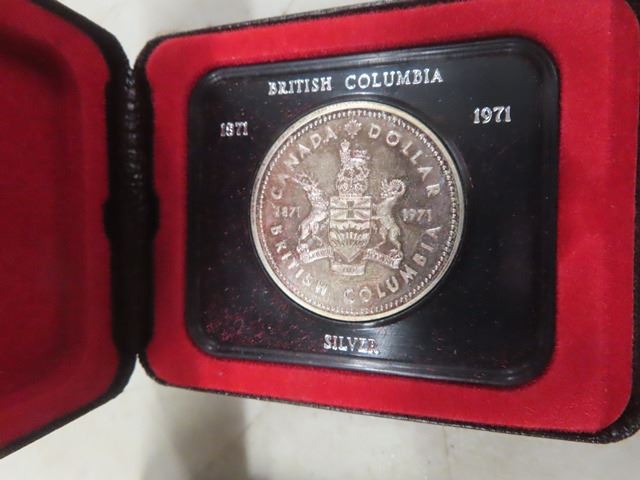 BRITISH COLUMBIA
1871 1971
CANADA DOLLAR
1871 1971
BRITISH COLUMBIA
SILVER